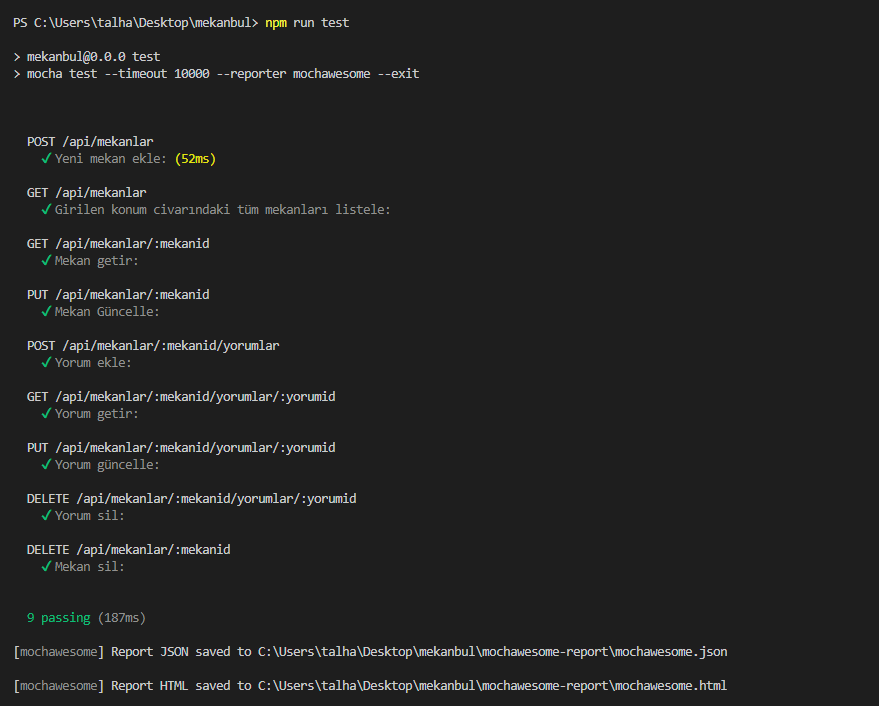 PS C:\Users\talha\Desktop\mekanbul> npm run test
> mekanbul@0.0.0 test
> mocha test --timeout 10000 --reporter mochawesome --exit
POST /api/mekanlar
✓ Yeni mekan ekle: (52ms)
GET /api/mekanlar
✓ Girilen konum civarındaki tüm mekanları listele:
GET /api/mekanlar/:mekanid
✓ Mekan getir:
PUT /api/mekanlar/:mekanid
✓ Mekan Güncelle:
POST /api/mekanlar/:mekanid/yorumlar
✓ Yorum ekle:
GET /api/mekanlar/:mekanid/yorumlar/:yorumid
✓ Yorum getir:
PUT /api/mekanlar/:mekanid/yorumlar/:yorumid
✓ Yorum güncelle:
DELETE /api/mekanlar/:mekanid/yorumlar/:yorumid
✓ Yorum sil:
DELETE /api/mekanlar/:mekanid
✓ Mekan sil:
9 passing (187ms)
[mochawesome] Report JSON saved to C:\Users\talha\Desktop\mekanbul\mochawesome-report\mochawesome.json
[mochawesome] Report HTML saved to C:\Users\talha\Desktop\mekanbul\mochawesome-report\mochawesome.html